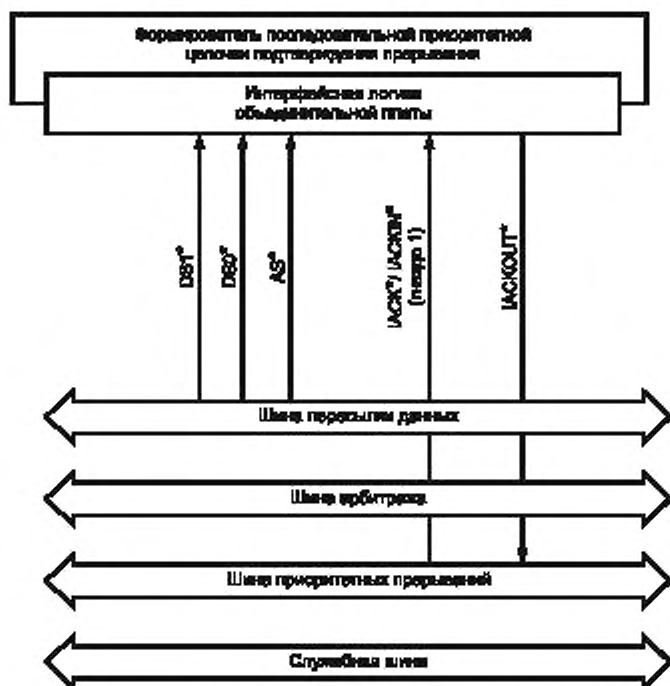 Формирователь последовательной приоритетной
цепочки подтверждения прерывания
Интерфейсная логика
объединительной платы
DS1*
DS0*
AS*
IACK*/ IACKIN*
(гнездо 1)
IACKOUT*
Шина пересылки данных
Шина арбитража
Шина приоритетных прерываний
Служебная шина